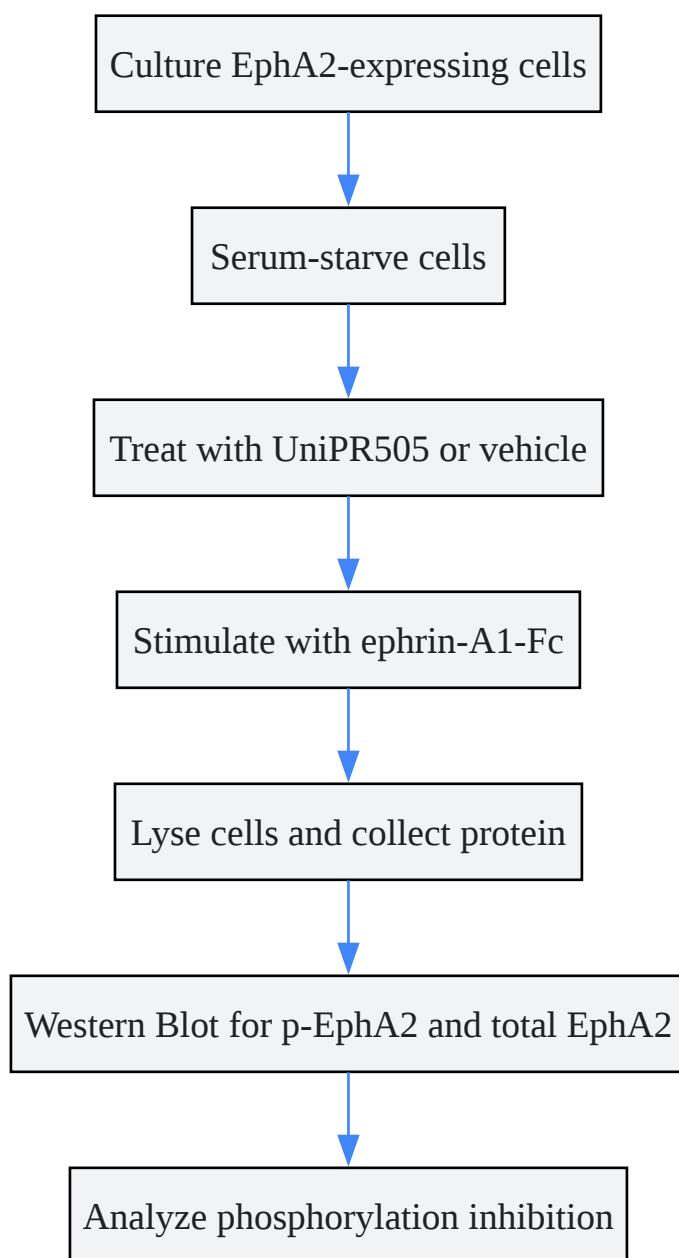 Culture EphA2-expressing cells
Serum-starve cells
Treat with UniPR505 or vehicle
Stimulate with ephrin-A1-Fc
Lyse cells and collect protein
Western Blot for p-EphA2 and total EphA2
Analyze phosphorylation inhibition